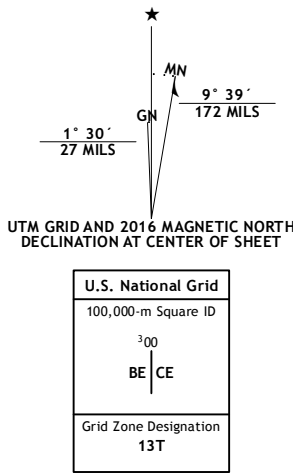 ★
MN
GN
9° 39´
172 MILS
1° 30´
27 MILS
UTM GRID AND 2016 MAGNETIC NORTH
DECLINATION AT CENTER OF SHEET
U.S. National Grid
100,000-m Square ID
³00
BE CE
Grid Zone Designation
13T